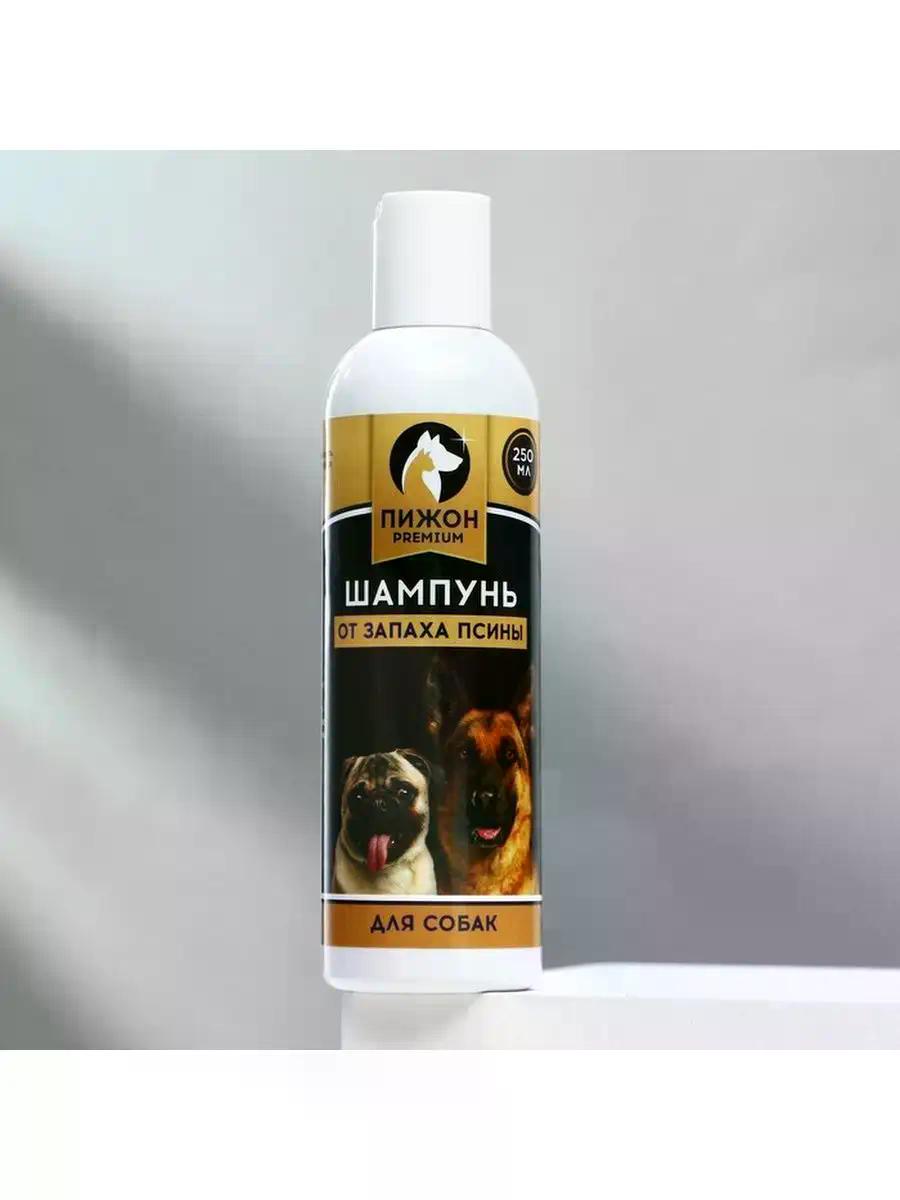 250
МЛ
ПИЖОН
PREMIUM
ШАМПУНЬ
ОТ ЗАПАХА ПСИНЫ
ДЛЯ СОБАК